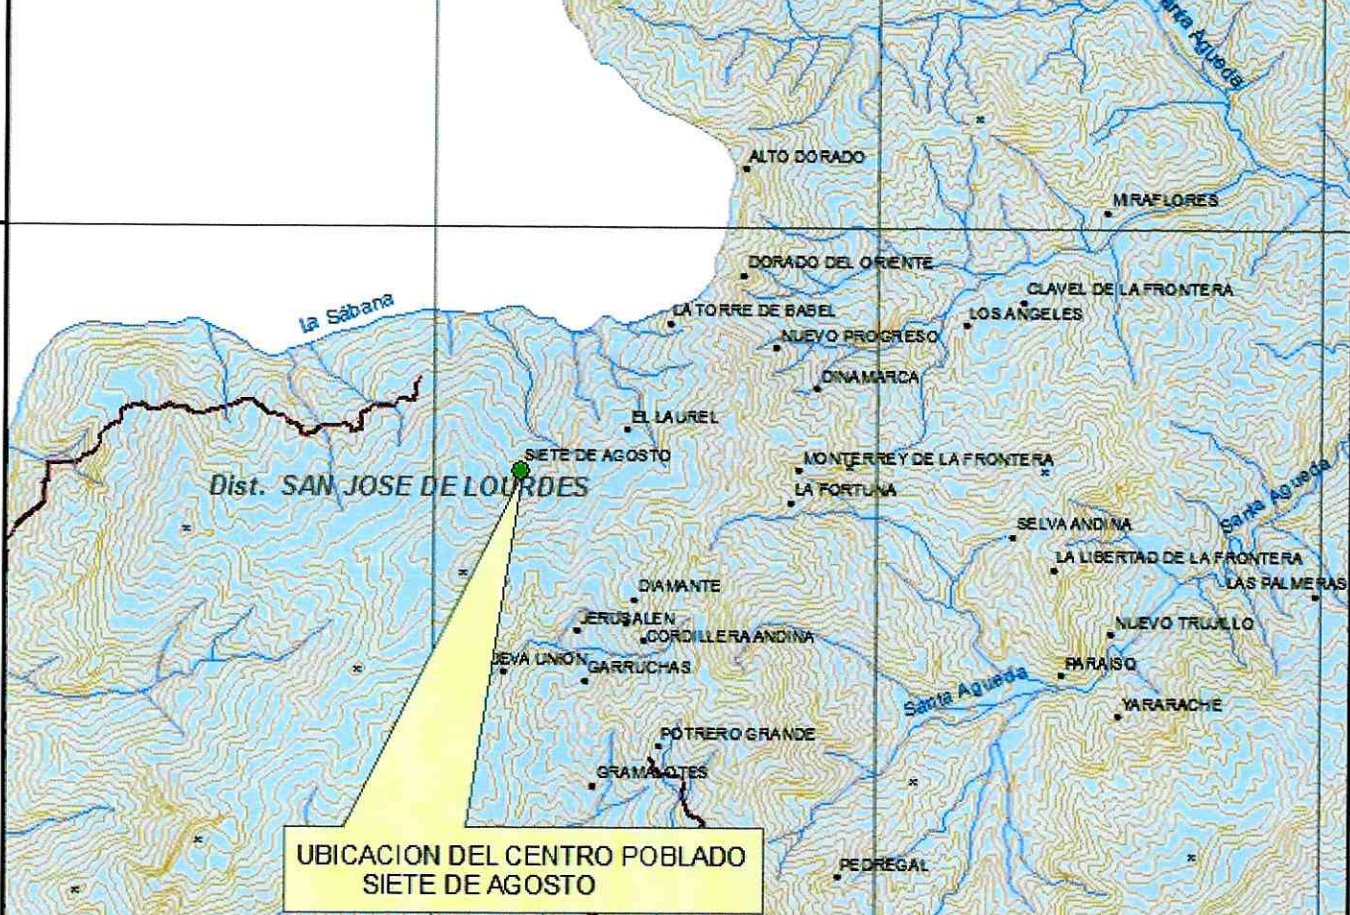 Santa Agueda
ALTO DORADO
MIRAFLORES
DORADO DEL ORIENTE
CLAVEL DE LA FRONTERA
la Sábana
LA TORRE DE BABEL
LOS ANGELES
NUEVO PROGRESO
DINAMARCA
EL LAUREL
SIETE DE AGOSTO
MONTERREY DE LA FRONTERA
Dist. SAN JOSE DE LOURDES
LA FORTUNA
Santa Agueda
SELVA ANDINA
LA LIBERTAD DE LA FRONTERA
LAS PALMERAS
DIAMANTE
JERUSALEN
NUEVO TRUJILLO
CORDILLERA ANDINA
EVA UNION
GARRUCHAS
PARAISO
Santa Agueda
YARARACHE
POTRERO GRANDE
GRAMALOTES
UBICACION DEL CENTRO POBLADO
SIETE DE AGOSTO
PEDREGAL